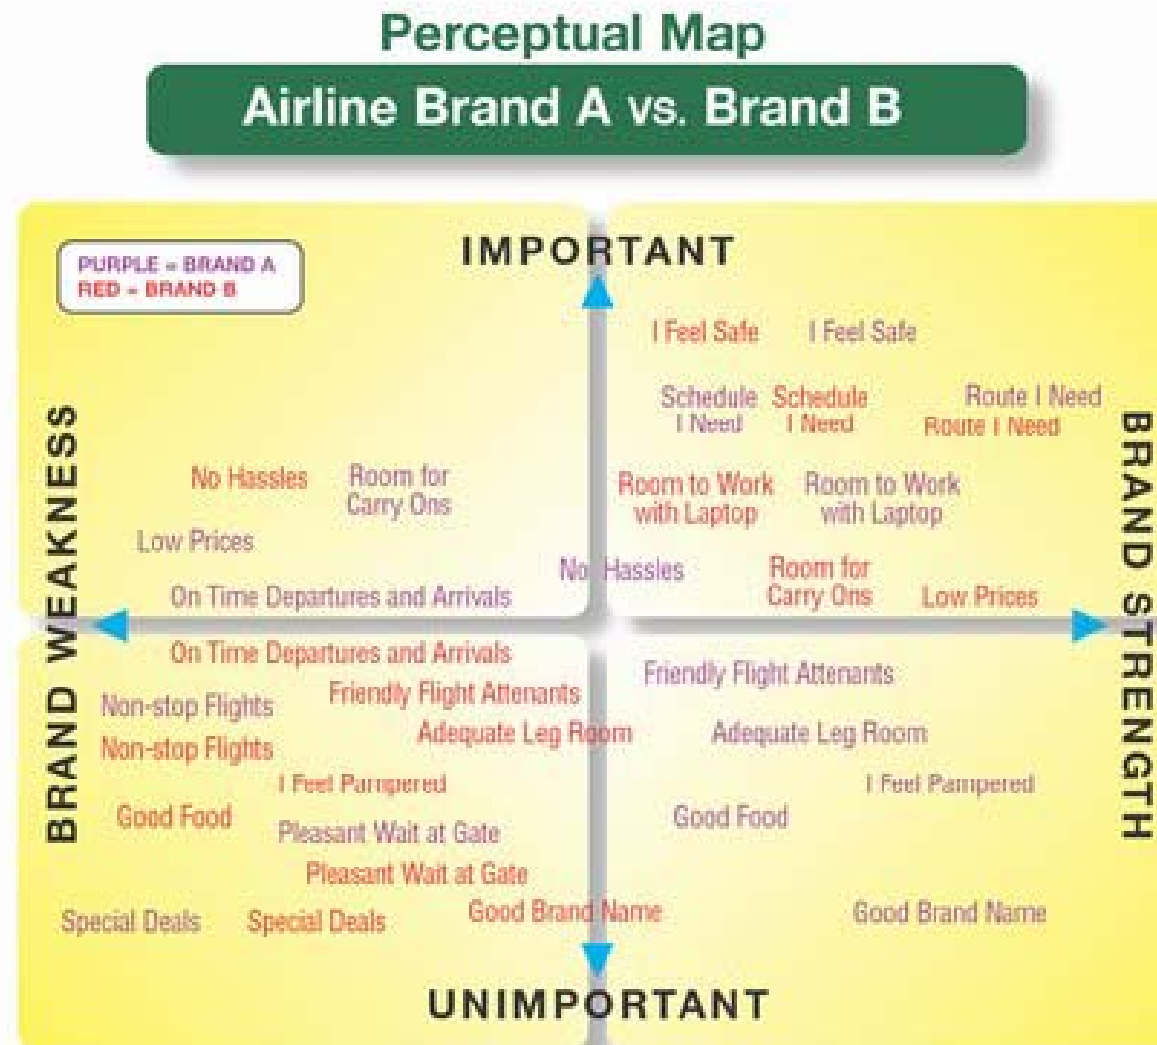 Perceptual Map
Airline Brand A vs. Brand B
IMPORTANT
PURPLE = BRAND A
RED = BRAND B
I Feel Safe
I Feel Safe
Schedule
I Need
Schedule
I Need
Route I Need
Route I Need
BRAND WEAKNESS
BRAND STRENGTH
No Hassles
Room for
Carry Ons
Room to Work
with Laptop
Room to Work
with Laptop
Low Prices
No Hassles
Room for
Carry Ons
Low Prices
On Time Departures and Arrivals
On Time Departures and Arrivals
Friendly Flight Attenants
Non-stop Flights
Friendly Flight Attenants
Adequate Leg Room
Adequate Leg Room
Non-stop Flights
I Feel Pampered
I Feel Pampered
Good Food
Good Food
Pleasant Wait at Gate
Pleasant Wait at Gate
Special Deals
Special Deals
Good Brand Name
Good Brand Name
UNIMPORTANT